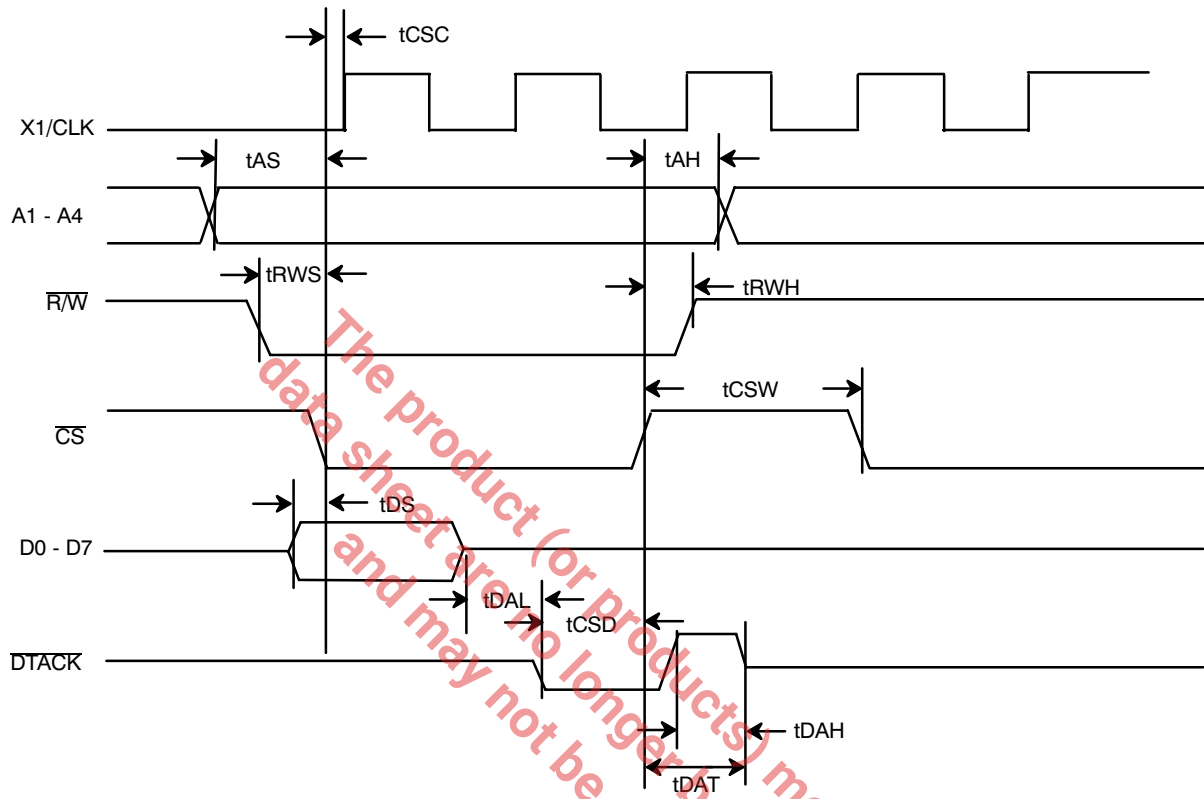 tCSC
X1/CLK
tAS
tAH
A1 - A4
tRWS
tRWH
R/W
tCSW
CS
tDS
D0 - D7
tDAL
tCSD
DTACK
tDAH
tDAT
The product (or products) m
data sheet are no longer b
and may not be